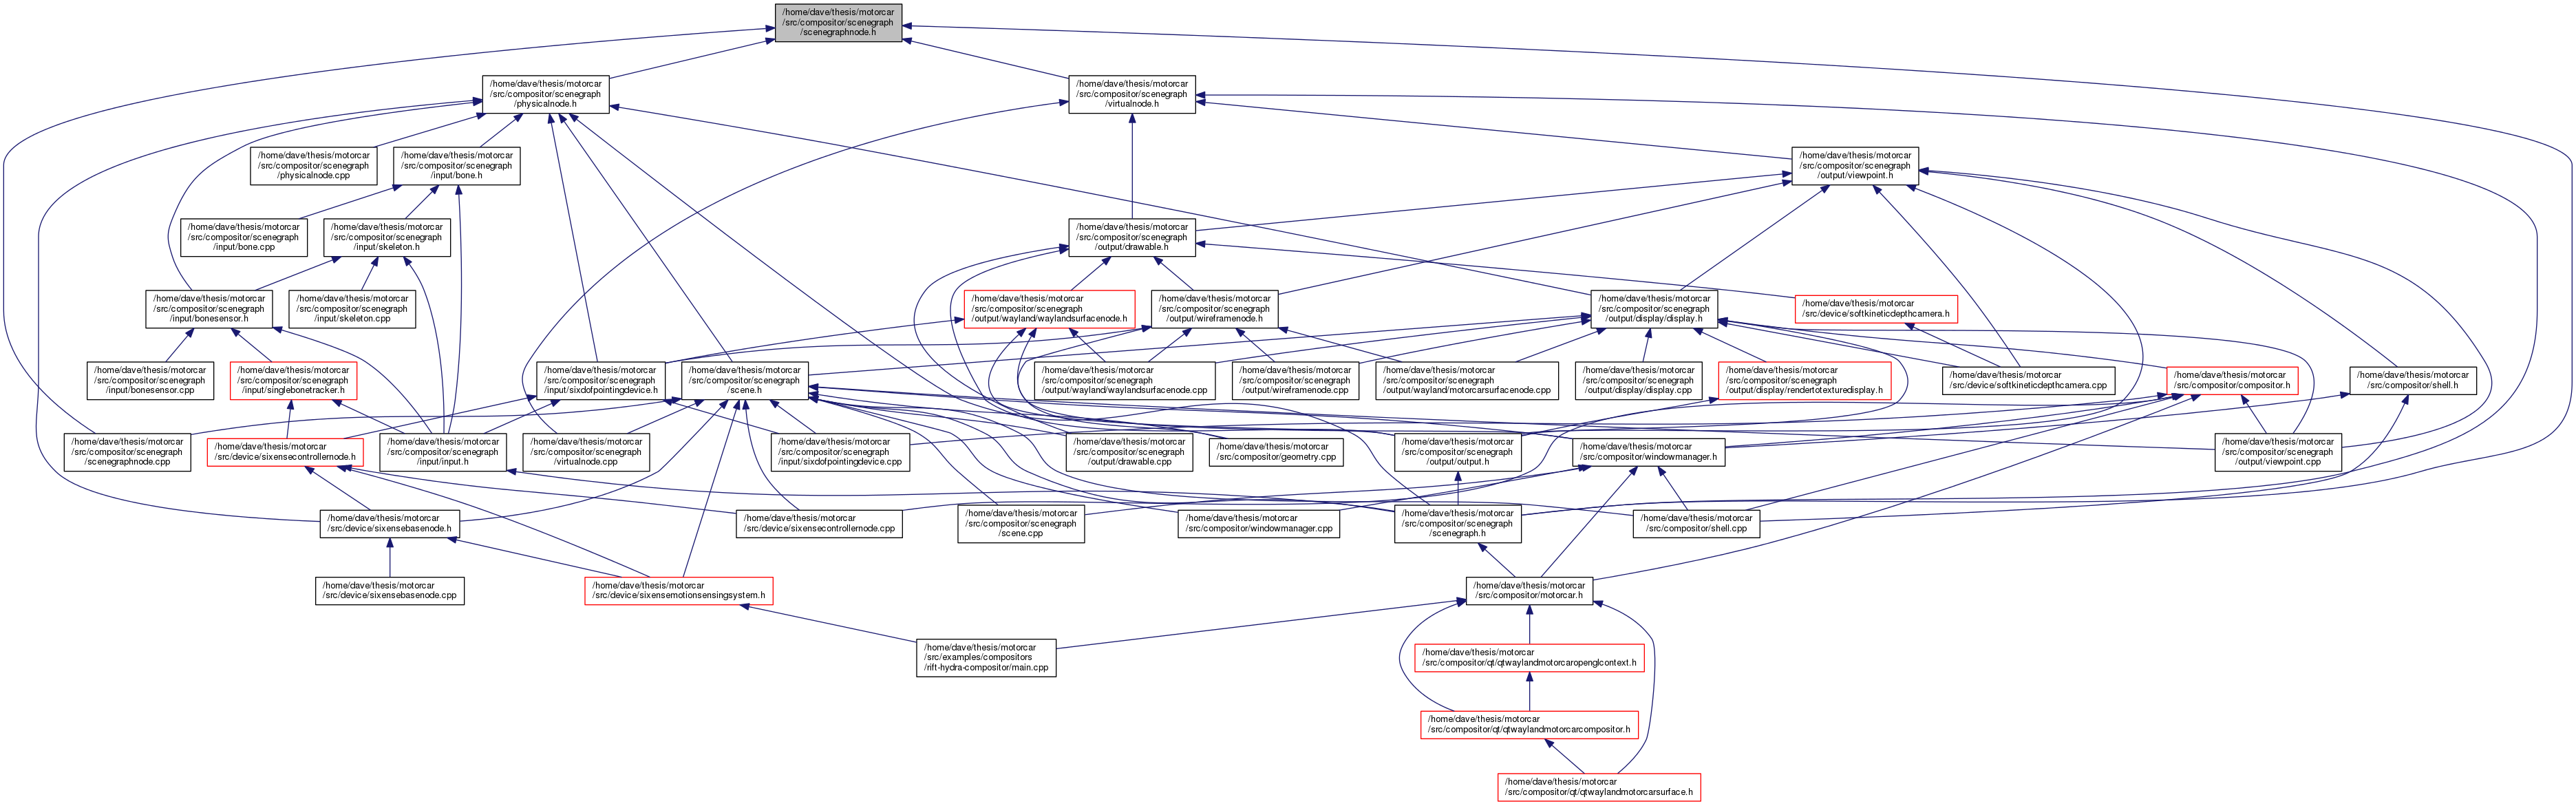 /home/dave/thesis/motorcar
/src/compositor/scenegraph
/scenegraphnode.h
/home/dave/thesis/motorcar
/src/compositor/scenegraph
/physicalnode.h
/home/dave/thesis/motorcar
/src/compositor/scenegraph
/virtualnode.h
/home/dave/thesis/motorcar
/src/compositor/scenegraph
/physicalnode.cpp
/home/dave/thesis/motorcar
/src/compositor/scenegraph
/input/bone.h
/home/dave/thesis/motorcar
/src/compositor/scenegraph
/output/viewpoint.h
/home/dave/thesis/motorcar
/src/compositor/scenegraph
/input/bone.cpp
/home/dave/thesis/motorcar
/src/compositor/scenegraph
/input/skeleton.h
/home/dave/thesis/motorcar
/src/compositor/scenegraph
/output/drawable.h
/home/dave/thesis/motorcar
/src/compositor/scenegraph
/input/bonesensor.h
/home/dave/thesis/motorcar
/src/compositor/scenegraph
/input/skeleton.cpp
/home/dave/thesis/motorcar
/src/compositor/scenegraph
/output/wayland/waylandsurfacenode.h
/home/dave/thesis/motorcar
/src/compositor/scenegraph
/output/wireframenode.h
/home/dave/thesis/motorcar
/src/compositor/scenegraph
/output/display/display.h
/home/dave/thesis/motorcar
/src/device/softkineticdepthcamera.h
/home/dave/thesis/motorcar
/src/compositor/scenegraph
/input/bonesensor.cpp
/home/dave/thesis/motorcar
/src/compositor/scenegraph
/input/singlebonetracker.h
/home/dave/thesis/motorcar
/src/compositor/scenegraph
/input/sixdofpointingdevice.h
/home/dave/thesis/motorcar
/src/compositor/scenegraph
/scene.h
/home/dave/thesis/motorcar
/src/compositor/scenegraph
/output/wayland/waylandsurfacenode.cpp
/home/dave/thesis/motorcar
/src/compositor/scenegraph
/output/wireframenode.cpp
/home/dave/thesis/motorcar
/src/compositor/scenegraph
/output/wayland/motorcarsurfacenode.cpp
/home/dave/thesis/motorcar
/src/compositor/scenegraph
/output/display/display.cpp
/home/dave/thesis/motorcar
/src/compositor/scenegraph
/output/display/rendertotexturedisplay.h
/home/dave/thesis/motorcar
/src/device/softkineticdepthcamera.cpp
/home/dave/thesis/motorcar
/src/compositor/compositor.h
/home/dave/thesis/motorcar
/src/compositor/shell.h
/home/dave/thesis/motorcar
/src/compositor/scenegraph
/scenegraphnode.cpp
/home/dave/thesis/motorcar
/src/device/sixensecontrollernode.h
/home/dave/thesis/motorcar
/src/compositor/scenegraph
/input/input.h
/home/dave/thesis/motorcar
/src/compositor/scenegraph
/virtualnode.cpp
/home/dave/thesis/motorcar
/src/compositor/scenegraph
/input/sixdofpointingdevice.cpp
/home/dave/thesis/motorcar
/src/compositor/scenegraph
/output/drawable.cpp
/home/dave/thesis/motorcar
/src/compositor/geometry.cpp
/home/dave/thesis/motorcar
/src/compositor/scenegraph
/output/output.h
/home/dave/thesis/motorcar
/src/compositor/windowmanager.h
/home/dave/thesis/motorcar
/src/compositor/scenegraph
/output/viewpoint.cpp
/home/dave/thesis/motorcar
/src/device/sixensebasenode.h
/home/dave/thesis/motorcar
/src/device/sixensecontrollernode.cpp
/home/dave/thesis/motorcar
/src/compositor/scenegraph
/scene.cpp
/home/dave/thesis/motorcar
/src/compositor/windowmanager.cpp
/home/dave/thesis/motorcar
/src/compositor/scenegraph
/scenegraph.h
/home/dave/thesis/motorcar
/src/compositor/shell.cpp
/home/dave/thesis/motorcar
/src/device/sixensebasenode.cpp
/home/dave/thesis/motorcar
/src/device/sixensemotionsensingsystem.h
/home/dave/thesis/motorcar
/src/compositor/motorcar.h
/home/dave/thesis/motorcar
/src/examples/compositors
/rift-hydra-compositor/main.cpp
/home/dave/thesis/motorcar
/src/compositor/qt/qtwaylandmotorcaropenglcontext.h
/home/dave/thesis/motorcar
/src/compositor/qt/qtwaylandmotorcarcompositor.h
/home/dave/thesis/motorcar
/src/compositor/qt/qtwaylandmotorcarsurface.h